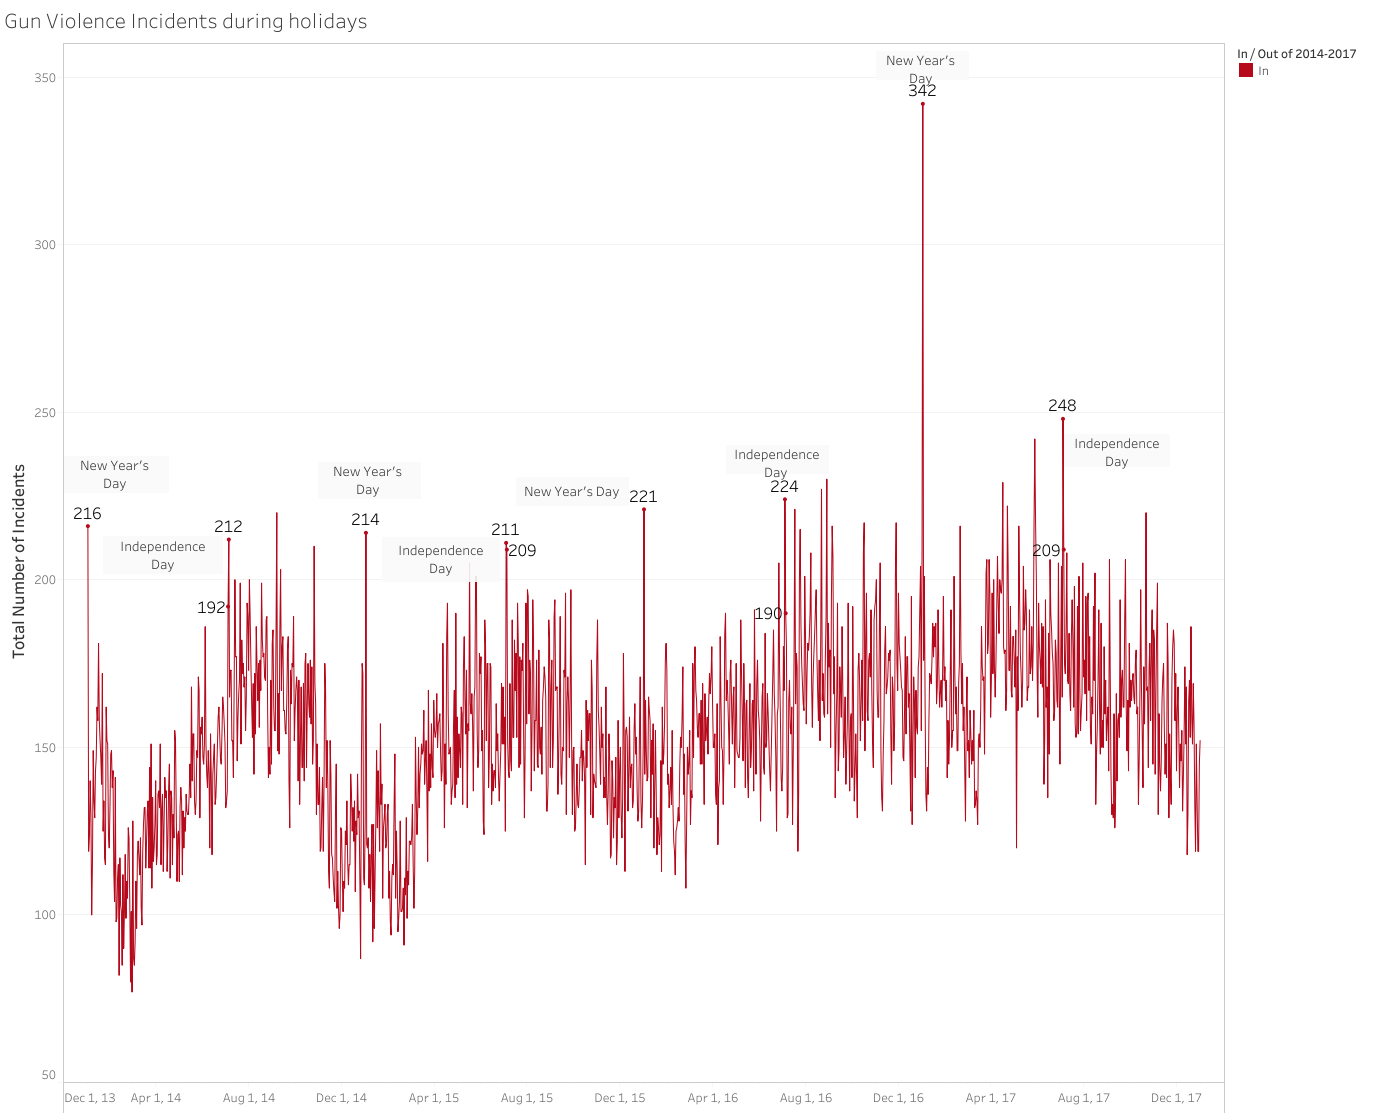 Gun Violence Incidents during holidays
In / Out of 2014-2017
In
Total Number of Incidents
350
300
250
200
150
100
50
New Year's
Day
342
248
Independence
Day
Independence
Day
224
New Year's
Day
216
New Year's
Day
214
New Year's Day
221
212
Independence
Day
192
211
209
Independence
Day
190
209
Dec 1, 13
Apr 1, 14
Aug 1, 14
Dec 1, 14
Apr 1, 15
Aug 1, 15
Dec 1, 15
Apr 1, 16
Aug 1, 16
Dec 1, 16
Apr 1, 17
Aug 1, 17
Dec 1, 17